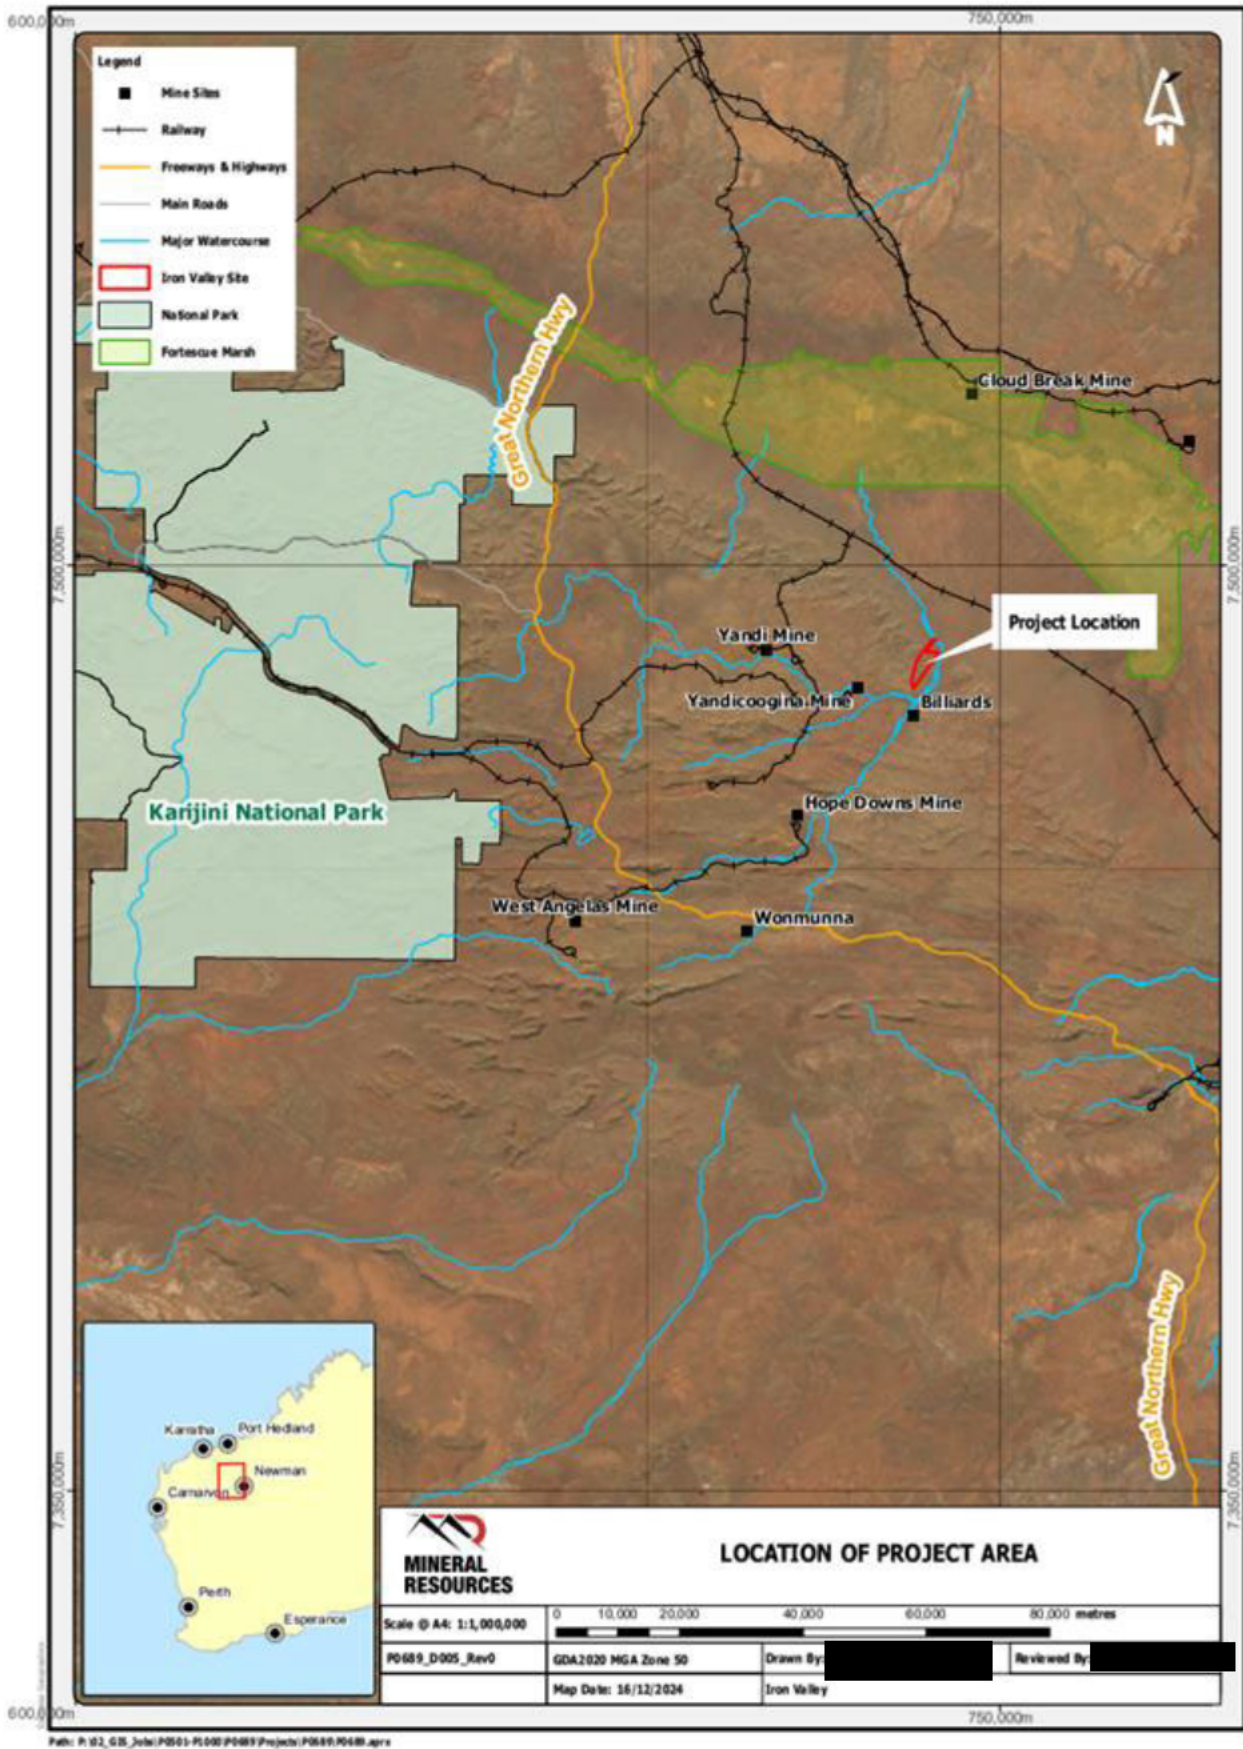 600,000m
750,000m
Legend
Mine Sites
Railway
Freeways & Highways
Main Roads
Major Watercourse
Iron Valley Site
National Park
Fortescue Marsh
N
Great Northern Hwy
Cloud Break Mine
7,500,000m
7,500,000m
Project Location
Yandi Mine
Yandicoogina Mine
Billiards
Karijini National Park
Hope Downs Mine
West Angelas Mine
Wonmunna
Great Northern Hwy
Karratha
Port Hedland
Newman
Carnarvon
Perth
Esperance
7,350,000m
7,350,000m
MINERAL
RESOURCES
LOCATION OF PROJECT AREA
Scale @ A4: 1:1,000,000
0 10,000 20,000 40,000 60,000 80,000 metres
P0689_D005_Rev0
GDA2020 MGA Zone 50
Drawn By:
Reviewed By:
Map Date: 16/12/2024
Iron Valley
600,000m
750,000m